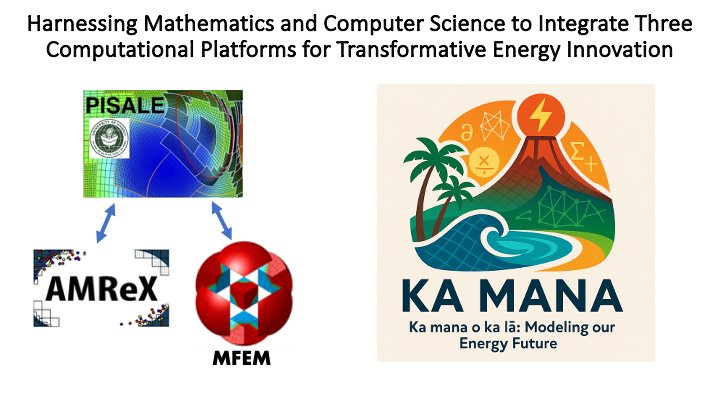 Harnessing Mathematics and Computer Science to Integrate Three
Computational Platforms for Transformative Energy Innovation
PISALE
AMReX
MFEM
∂
Σ+
KA MANA
Ka mana o ka lā: Modeling our
Energy Future